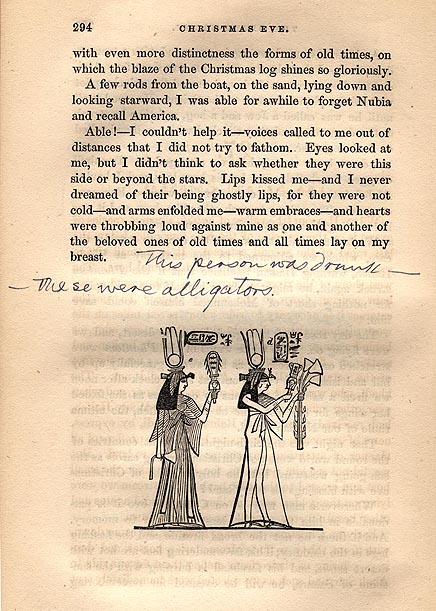 294 CHRISTMAS EVE.
with even more distinctness the forms of old times, on
which the blaze of the Christmas log shines so gloriously.
A few rods from the boat, on the sand, lying down and
looking starward, I was able for awhile to forget Nubia
and recall America.
Able!—I couldn't help it—voices called to me out of
distances that I did not try to fathom. Eyes looked at
me, but I didn't think to ask whether they were this
side or beyond the stars. Lips kissed me—and I never
dreamed of their being ghostly lips, for they were not
cold—and arms enfolded me—warm embraces—and hearts
were throbbing loud against mine as one and another of
the beloved ones of old times and all times lay on my
breast. This person was drunk —
— These were alligators.